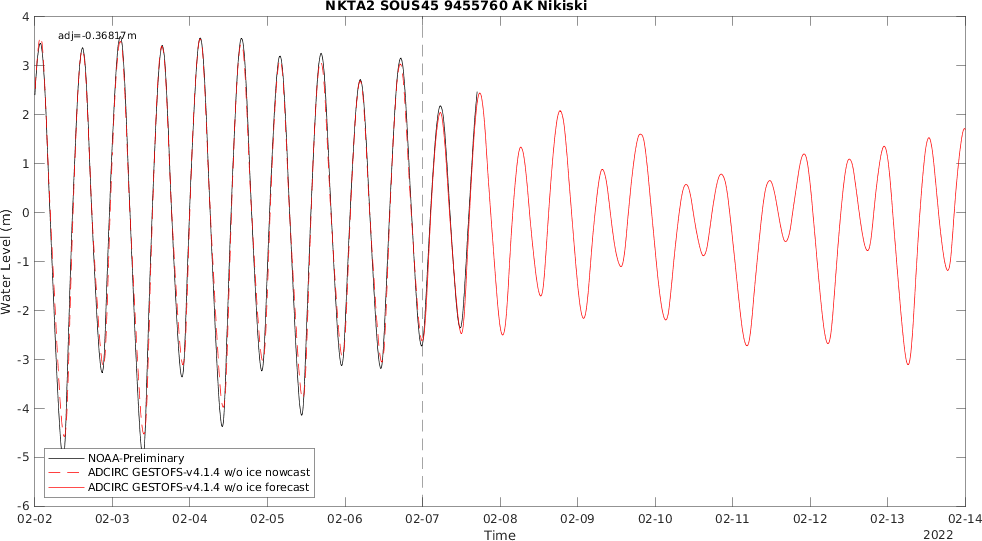 NKTA2 SOUS45 9455760 AK Nikiski
adj=-0.36817m
4
3
2
1
0
-1
-2
-3
-4
-5
-6
Water Level (m)
NOAA-Preliminary
ADCIRC GESTOFS-v4.1.4 w/o ice nowcast
ADCIRC GESTOFS-v4.1.4 w/o ice forecast
02-02 02-03 02-04 02-05 02-06 02-07 02-08 02-09 02-10 02-11 02-12 02-13 02-14
Time
2022